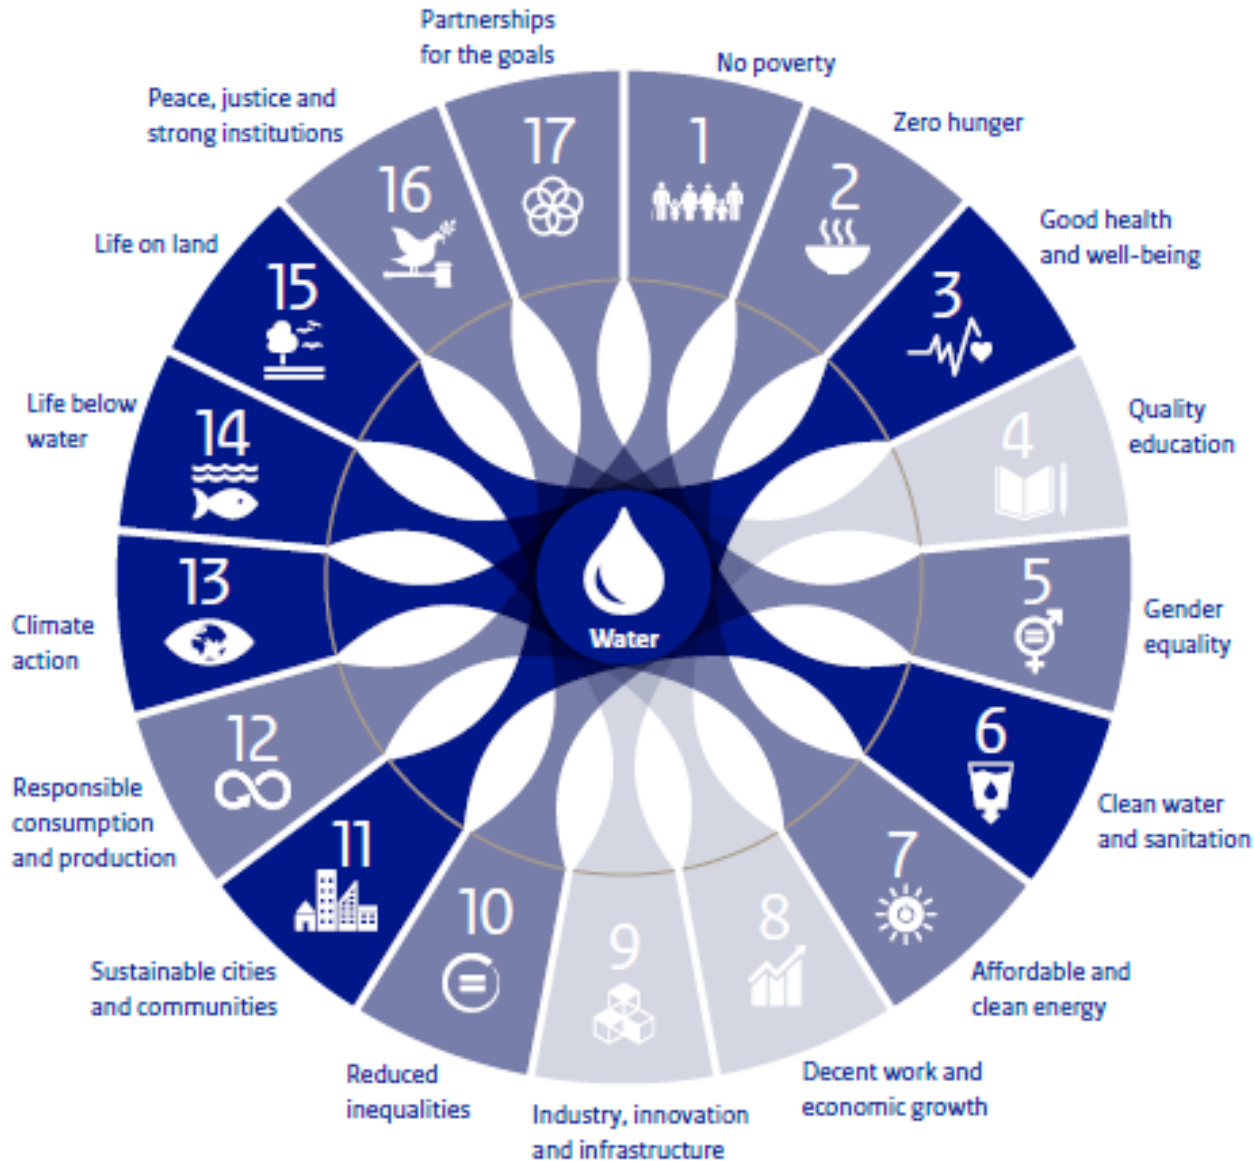 Partnerships
for the goals
17
No poverty
1
Zero hunger
2
Good health
and well-being
3
Quality
education
4
Gender
equality
5
Clean water
and sanitation
6
Affordable and
clean energy
7
Decent work and
economic growth
8
Industry, innovation
and infrastructure
9
Reduced
inequalities
10
Sustainable cities
and communities
11
Responsible
consumption
and production
12
Climate
action
13
Life below
water
14
Life on land
15
Peace, justice and
strong institutions
16
Water